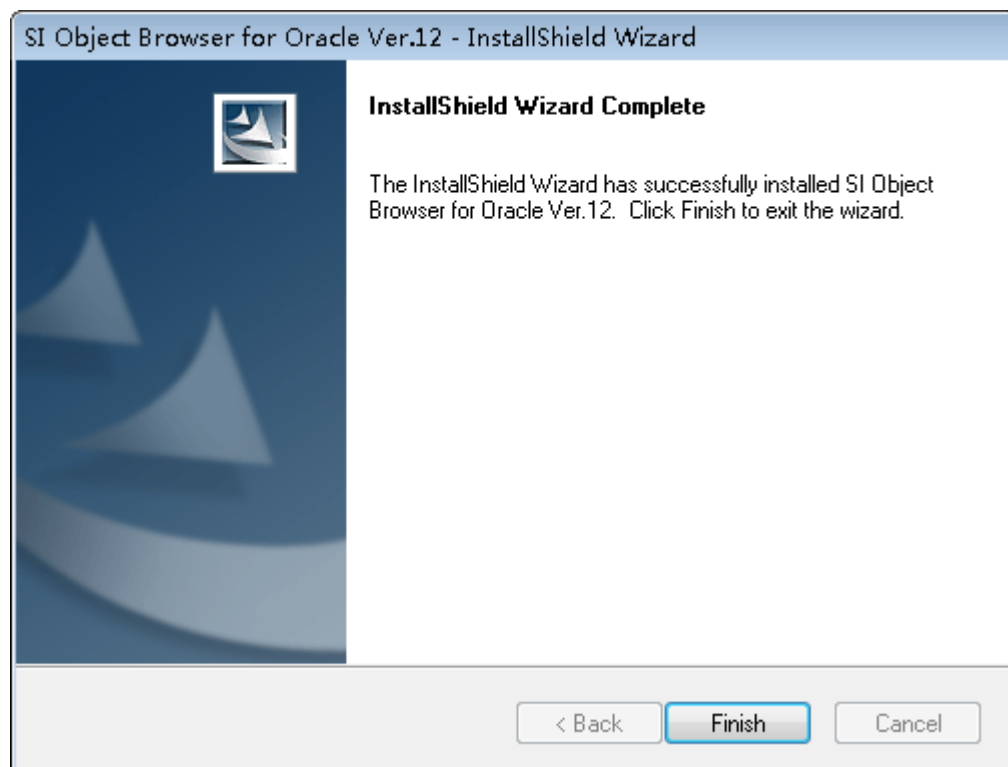 SI Object Browser for Oracle Ver.12 - InstallShield Wizard
InstallShield Wizard Complete
The InstallShield Wizard has successfully installed SI Object
Browser for Oracle Ver.12.  Click Finish to exit the wizard.
< Back
Finish
Cancel